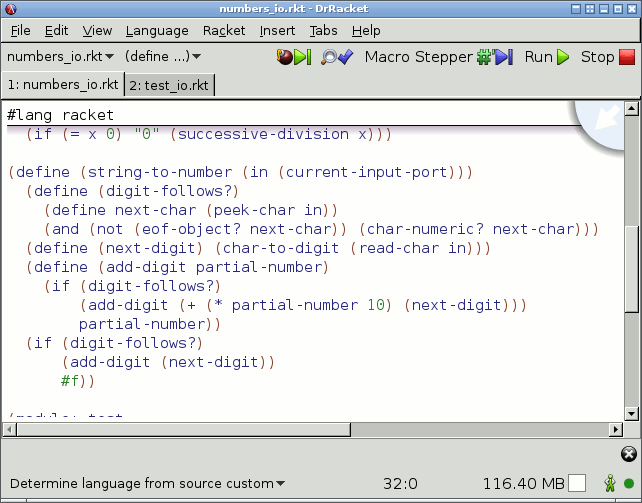 numbers_io.rkt - DrRacket
File Edit View Language Racket Insert Tabs Help
numbers_io.rkt (define ...) Macro Stepper Run Stop
1: numbers_io.rkt 2: test_io.rkt
#lang racket
(if (= x 0) "0" (successive-division x)))
(define (string-to-number (in (current-input-port)))
(define (digit-follows?)
(define next-char (peek-char in))
(and (not (eof-object? next-char)) (char-numeric? next-char)))
(define (next-digit) (char-to-digit (read-char in)))
(define (add-digit partial-number)
(if (digit-follows?)
(add-digit (+ (* partial-number 10) (next-digit)))
partial-number))
(if (digit-follows?)
(add-digit (next-digit))
#f))
Determine language from source custom 32:0 116.40 MB